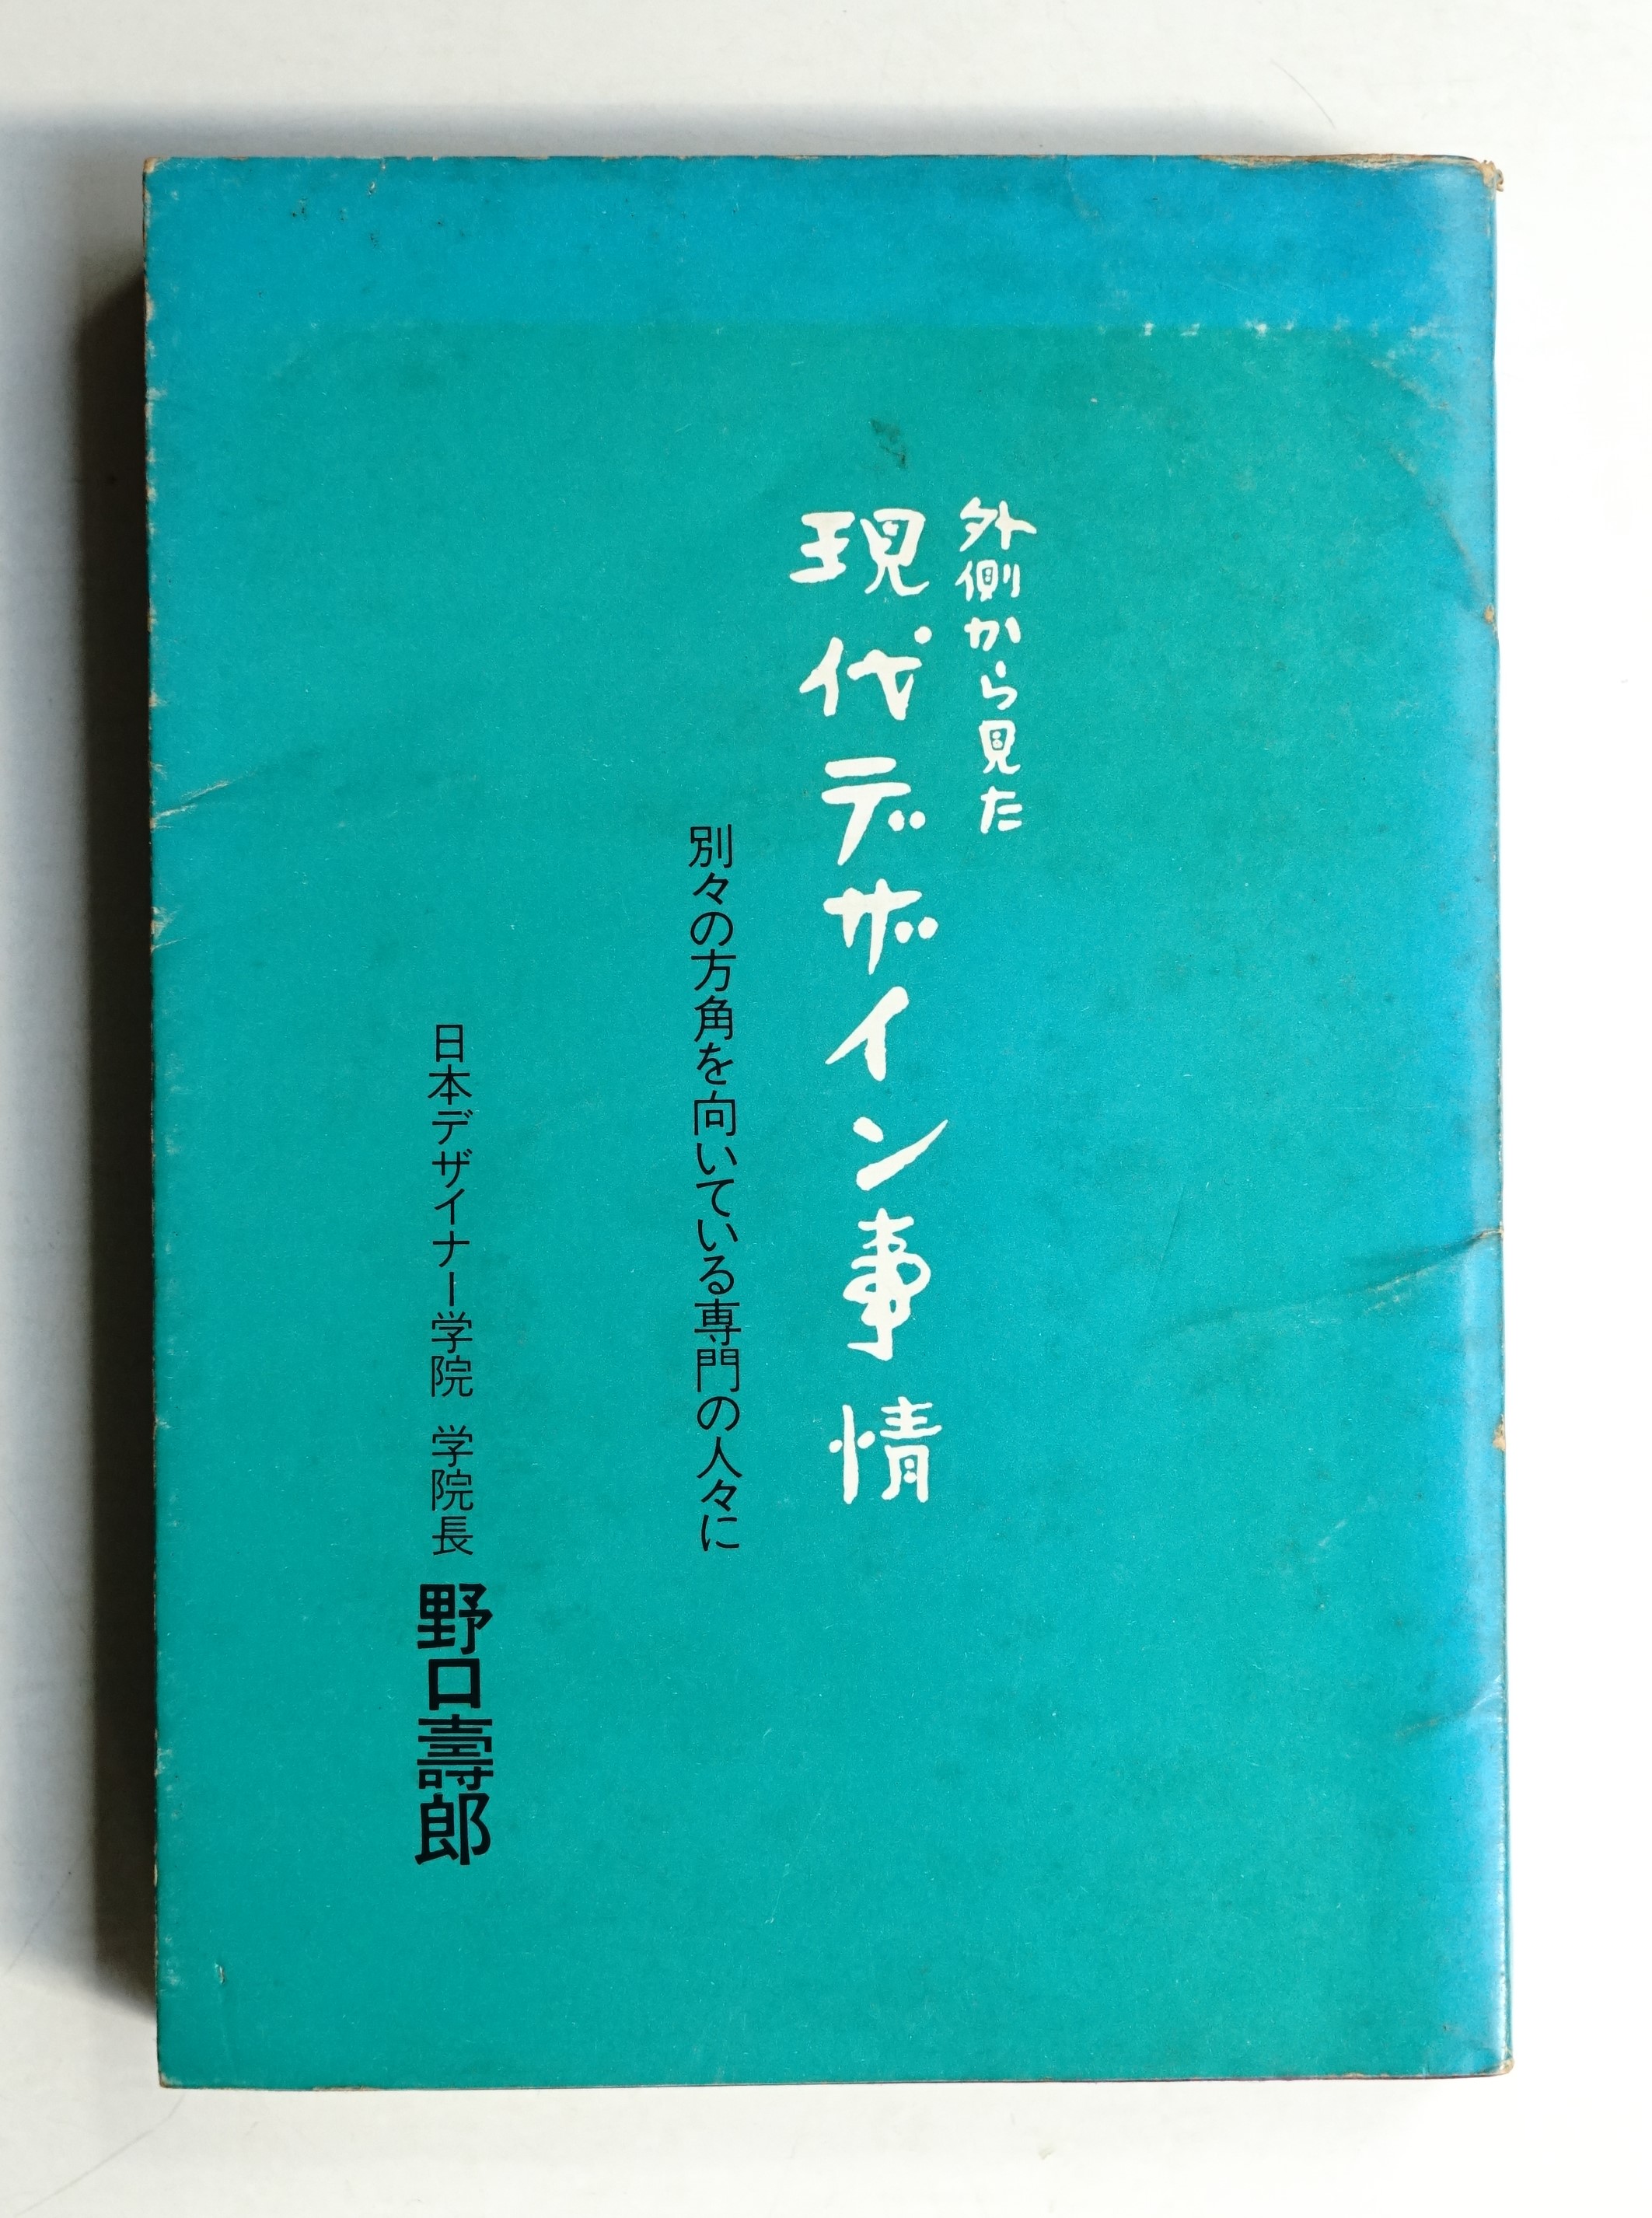 外側から見た
現代デザイン事情
別々の方角を向いている専門の人々に
日本デザイナー学院 学院長 野口壽郎